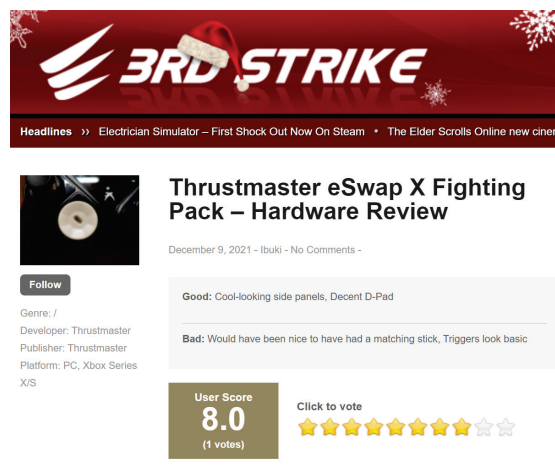 3RD STRIKE
Headlines ›› Electrician Simulator – First Shock Out Now On Steam • The Elder Scrolls Online new
Thrustmaster eSwap X Fighting
Pack – Hardware Review
December 9, 2021 - Ibuki - No Comments -
Follow
Good: Cool-looking side panels, Decent D-Pad
Genre: /
Developer: Thrustmaster
Publisher: Thrustmaster
Platform: PC, Xbox Series
X/S
Bad: Would have been nice to have had a matching stick, Triggers look basic
User Score
8.0
(1 votes)
Click to vote